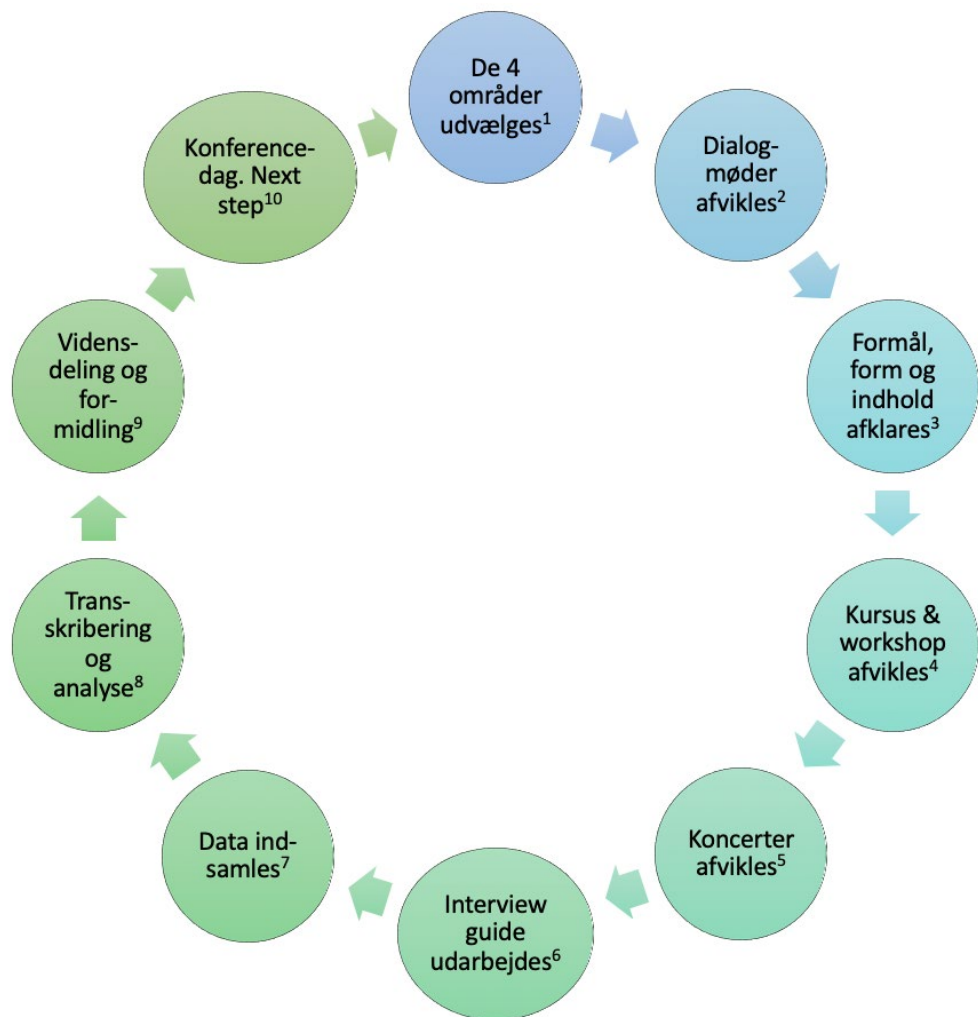 De 4
områder
udvælges¹
Dialog-
møder
afvikles²
Formål,
form og
indhold
afklares³
Kursus &
workshop
afvikles⁴
Koncerter
afvikles⁵
Interview
guide
udarbejdes⁶
Data ind-
samles⁷
Trans-
skribering
og
analyse⁸
Videns-
deling og
for-
midling⁹
Konference-
dag. Next
step¹⁰